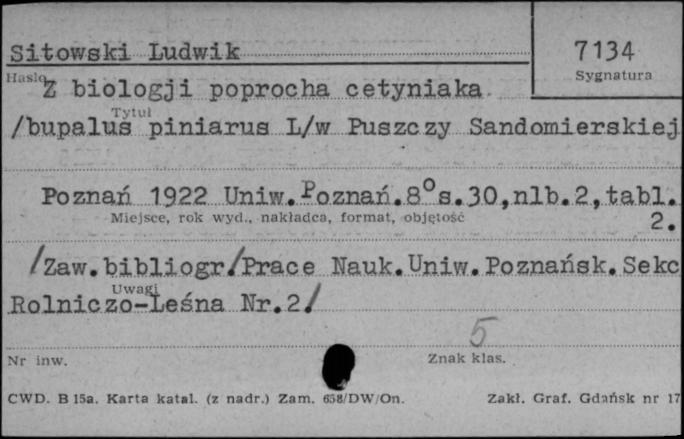 Sitowski Ludwik
7134
Hasło
Sygnatura
Z biologji poprocha cetyniaka
Tytuł
/bupalus piniarus L/w Puszczy Sandomierskiej
Poznań 1922 Uniw.Poznań.8°s.30,nlb.2,tabl.
Miejsce, rok wyd., nakładca, format, objętość
2.
/Zaw.bibliogr/Prace Nauk.Uniw.Poznańsk.Sekc
Uwagi
Rolniczo-Leśna Nr.2/
5
Nr inw.
Znak klas.
CWD. B 15a. Karta katal. (z nadr.) Zam. 658/DW/On.
Zakł. Graf. Gdańsk nr 17